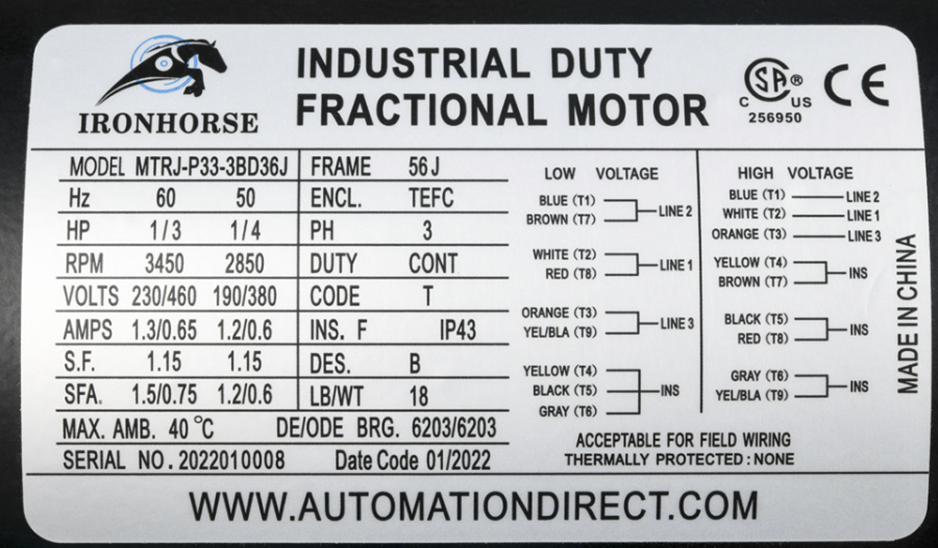 IRONHORSE
INDUSTRIAL DUTY
FRACTIONAL MOTOR
CSA®
C US
256950
CE
MODEL MTRJ-P33-3BD36J
Hz 60 50
HP 1/3 1/4
RPM 3450 2850
VOLTS 230/460 190/380
AMPS 1.3/0.65 1.2/0.6
S.F. 1.15 1.15
SFA. 1.5/0.75 1.2/0.6
FRAME 56J
ENCL. TEFC
PH 3
DUTY CONT
CODE T
INS. F IP43
DES. B
LB/WT 18
MAX. AMB. 40 °C DE/ODE BRG. 6203/6203
SERIAL NO. 2022010008 Date Code 01/2022
LOW VOLTAGE
BLUE (T1)
BROWN (T7)
LINE 2
WHITE (T2)
RED (T8)
LINE 1
ORANGE (T3)
YEL/BLA (T9)
LINE 3
YELLOW (T4)
BLACK (T5)
GRAY (T6)
INS
HIGH VOLTAGE
BLUE (T1) LINE 2
WHITE (T2) LINE 1
ORANGE (T3) LINE 3
YELLOW (T4)
BROWN (T7)
INS
BLACK (T5)
RED (T8)
INS
GRAY (T6)
YEL/BLA (T9)
INS
MADE IN CHINA
ACCEPTABLE FOR FIELD WIRING
THERMALLY PROTECTED : NONE
WWW.AUTOMATIONDIRECT.COM